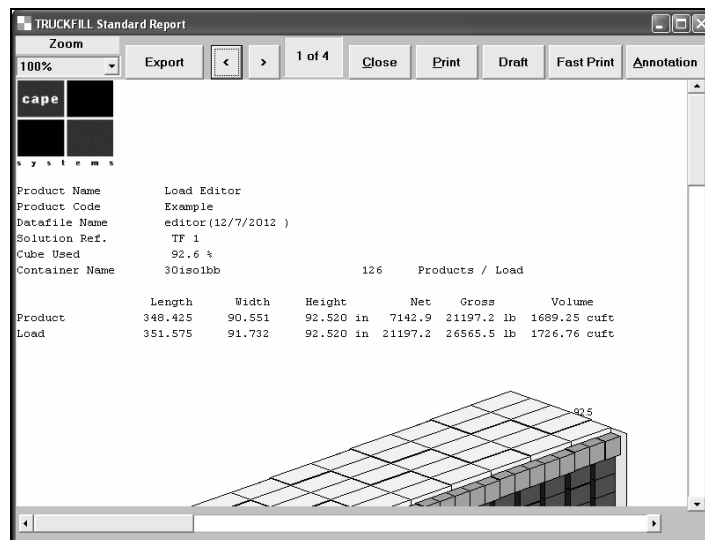 TRUCKFILL Standard Report
Zoom
100% Export < > 1 of 4 Close Print Draft Fast Print Annotation
cape
systems
Product Name Load Editor
Product Code Example
Datafile Name editor(12/7/2012 )
Solution Ref. TF 1
Cube Used 92.6 %
Container Name 30iso1bb 126 Products / Load
Length Width Height Net Gross Volume
Product 348.425 90.551 92.520 in 7142.9 21197.2 lb 1689.25 cuft
Load 351.575 91.732 92.520 in 21197.2 26565.5 lb 1726.76 cuft
92.5